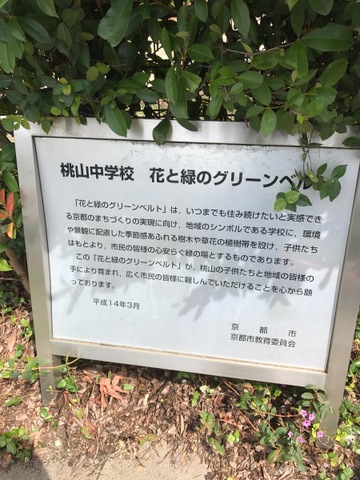 桃山中学校　花と緑のグリーンベルト
「花と緑のグリーンベルト」は、いつまでも住み続けたいと実感でき
る京都のまちづくりの実現に向け、地域のシンボルである学校に、環境
や景観に配慮した季節感あふれる樹木や草花の植樹帯を設け、子供たち
はもとより、市民の皆様の心安らぐ緑の場とするものであります。
この「花と緑のグリーンベルト」が、桃山の子供たちと地域の皆様の
手により育まれ、広く市民の皆様に親しんでいただけることを心から願
っております。
平成14年3月
京都市
京都市教育委員会